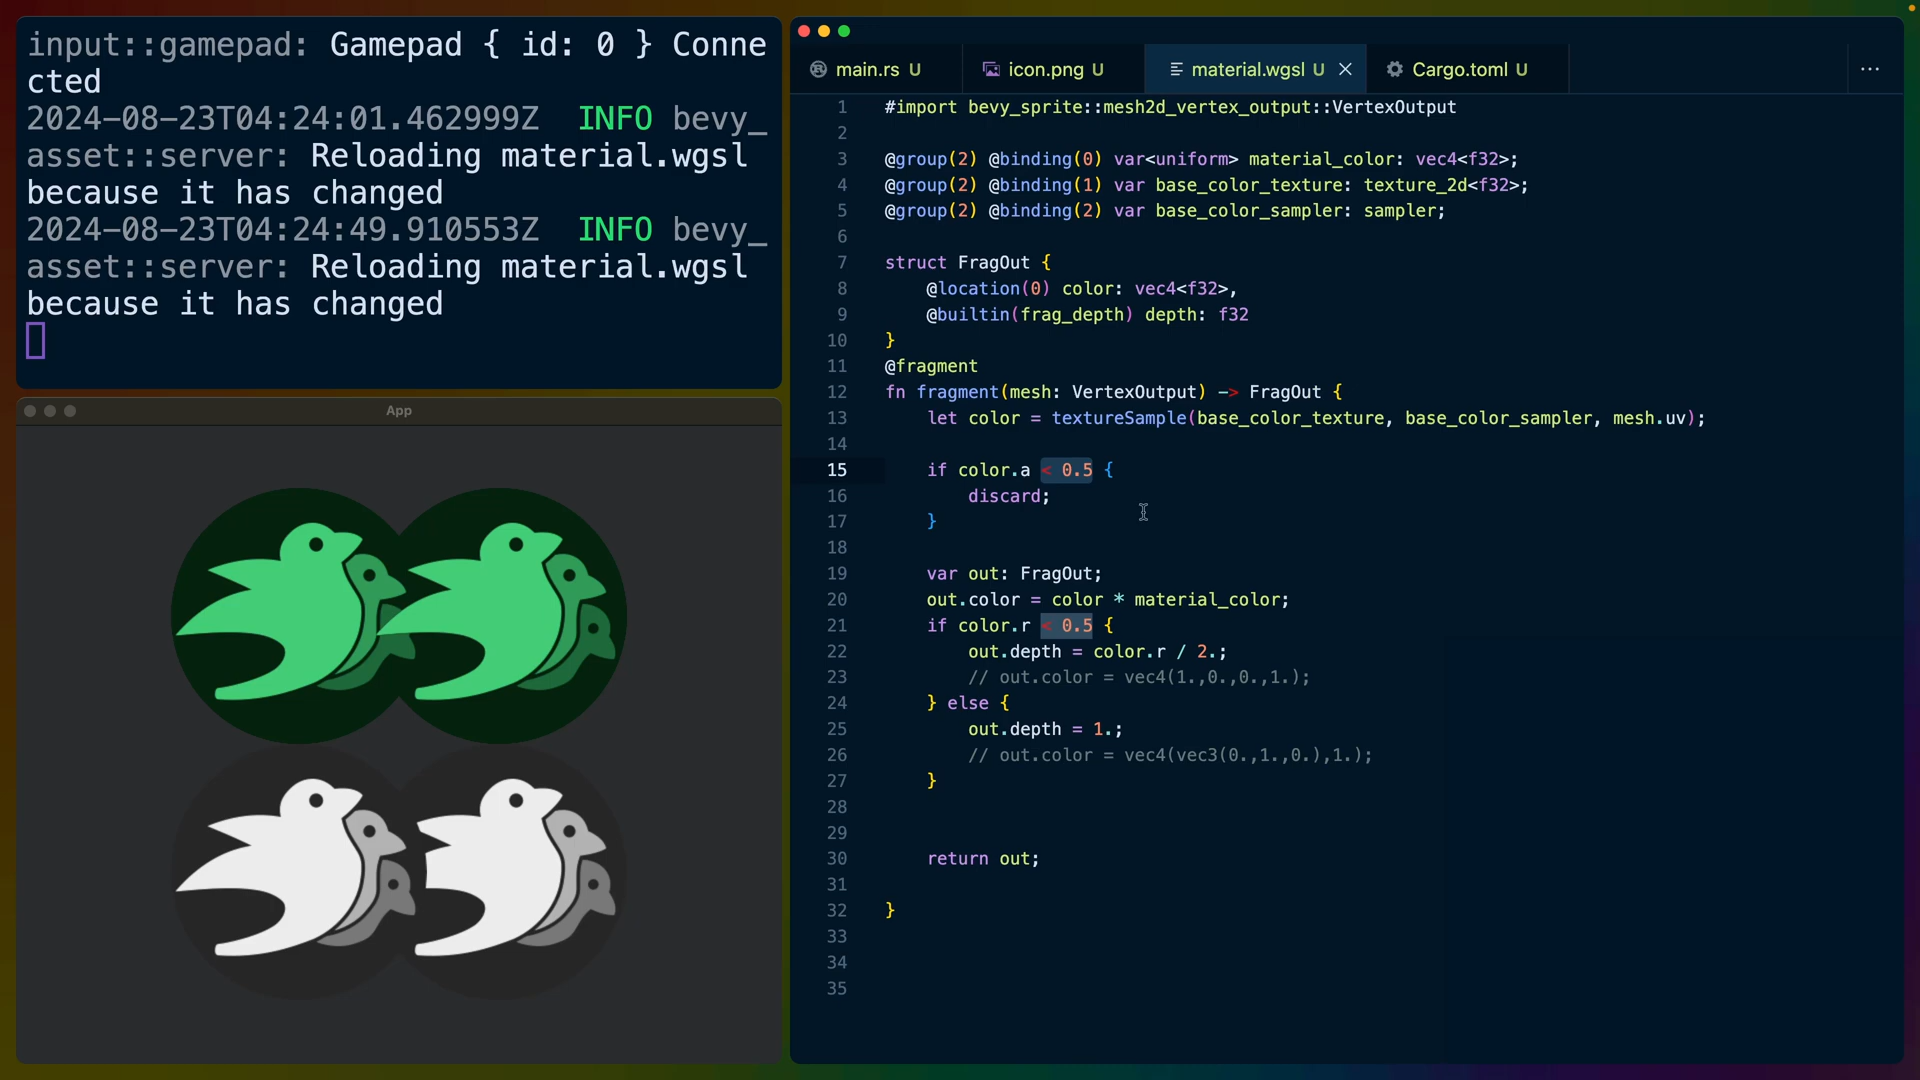 input::gamepad: Gamepad { id: 0 } Conne
cted
2024-08-23T04:24:01.462999Z  INFO bevy_
asset::server: Reloading material.wgsl
because it has changed
2024-08-23T04:24:49.910553Z  INFO bevy_
asset::server: Reloading material.wgsl
because it has changed
App
main.rs U icon.png U material.wgsl U Cargo.toml U
1 #import bevy_sprite::mesh2d_vertex_output::VertexOutput
2
3 @group(2) @binding(0) var<uniform> material_color: vec4<f32>;
4 @group(2) @binding(1) var base_color_texture: texture_2d<f32>;
5 @group(2) @binding(2) var base_color_sampler: sampler;
6
7 struct FragOut {
8     @location(0) color: vec4<f32>,
9     @builtin(frag_depth) depth: f32
10 }
11 @fragment
12 fn fragment(mesh: VertexOutput) -> FragOut {
13     let color = textureSample(base_color_texture, base_color_sampler, mesh.uv);
14
15     if color.a < 0.5 {
16         discard;
17     }
18
19     var out: FragOut;
20     out.color = color * material_color;
21     if color.r < 0.5 {
22         out.depth = color.r / 2.;
23         // out.color = vec4(1.,0.,0.,1.);
24     } else {
25         out.depth = 1.;
26         // out.color = vec4(vec3(0.,1.,0.),1.);
27     }
28
29
30     return out;
31
32 }
33
34
35